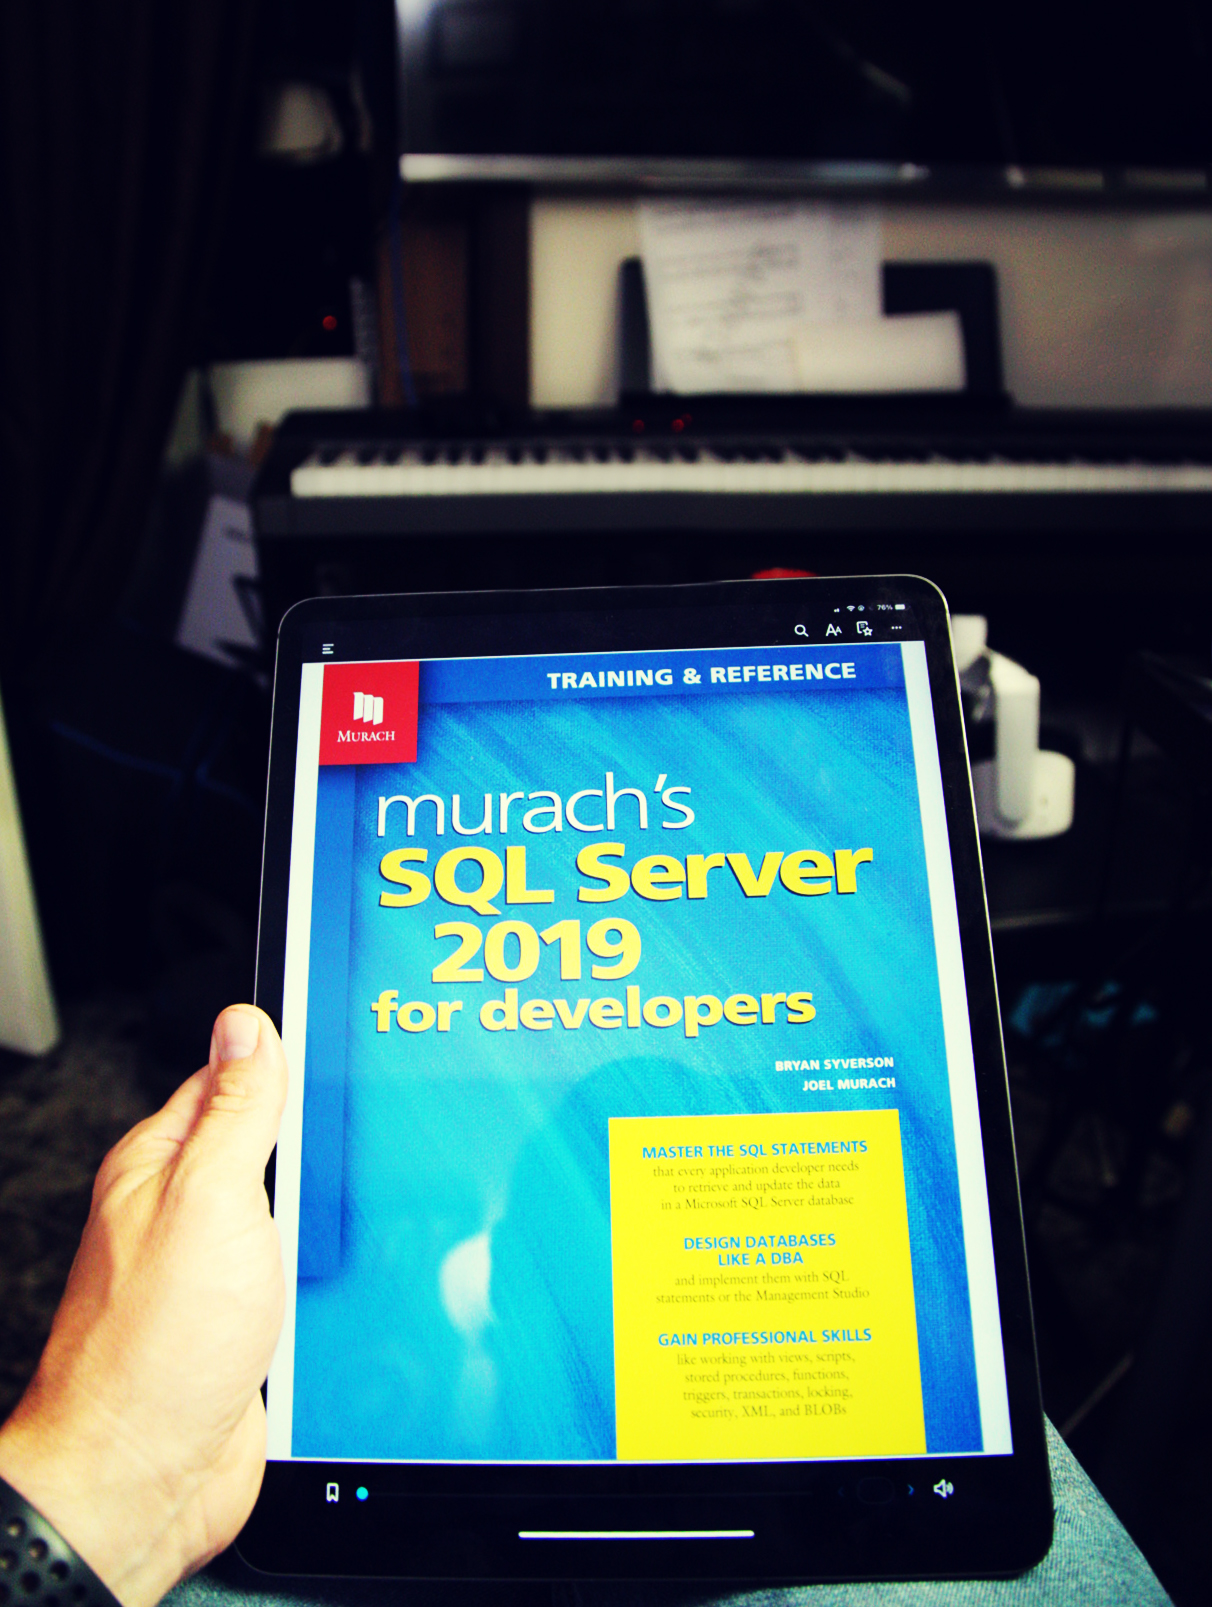 76%
AA
TRAINING & REFERENCE
MURACH
murach's
SQL Server
2019
for developers
BRYAN SYVERSON
JOEL MURACH
MASTER THE SQL STATEMENTS
that every application developer needs
to retrieve and update the data
in a Microsoft SQL Server database
DESIGN DATABASES
LIKE A DBA
and implement them with SQL
statements or the Management Studio
GAIN PROFESSIONAL SKILLS
like working with views, scripts,
stored procedures, functions,
triggers, transactions, locking,
security, XML, and BLOBs